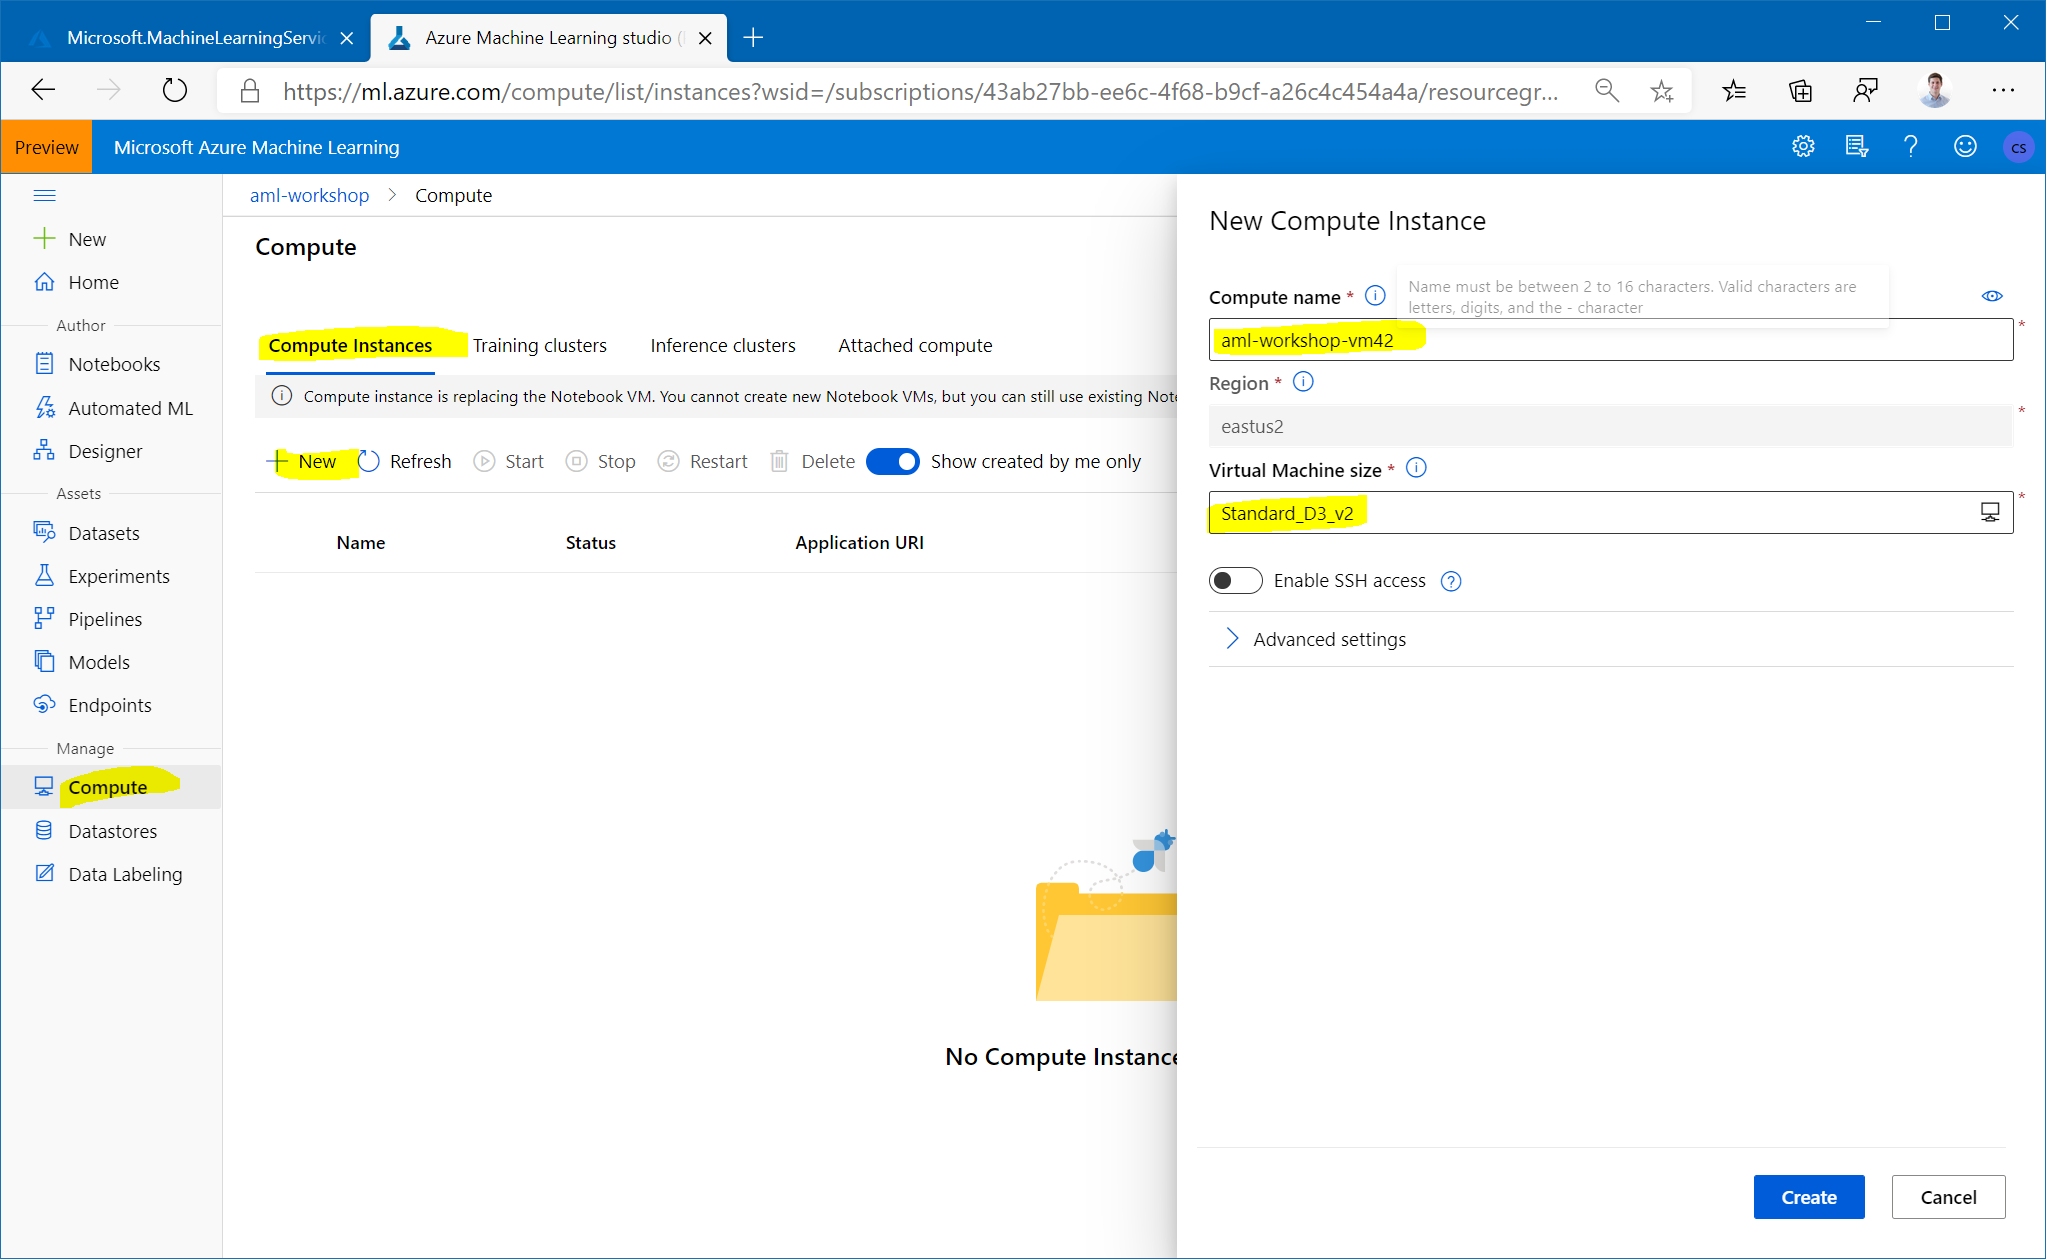 Microsoft.MachineLearningServic
Azure Machine Learning studio (
https://ml.azure.com/compute/list/instances?wsid=/subscriptions/43ab27bb-ee6c-4f68-b9cf-a26c4c454a4a/resourcegr...
Preview
Microsoft Azure Machine Learning
cs
New
Home
Author
Notebooks
Automated ML
Designer
Assets
Datasets
Experiments
Pipelines
Models
Endpoints
Manage
Compute
Datastores
Data Labeling
aml-workshop > Compute
Compute
Compute Instances Training clusters Inference clusters Attached compute
Compute instance is replacing the Notebook VM. You cannot create new Notebook VMs, but you can still use existing Note
New Refresh Start Stop Restart Delete Show created by me only
Name Status Application URI
No Compute Instance
New Compute Instance
Compute name *
Name must be between 2 to 16 characters. Valid characters are
letters, digits, and the - character
aml-workshop-vm42 *
Region *
eastus2 *
Virtual Machine size *
Standard_D3_v2 *
Enable SSH access
Advanced settings
Create Cancel